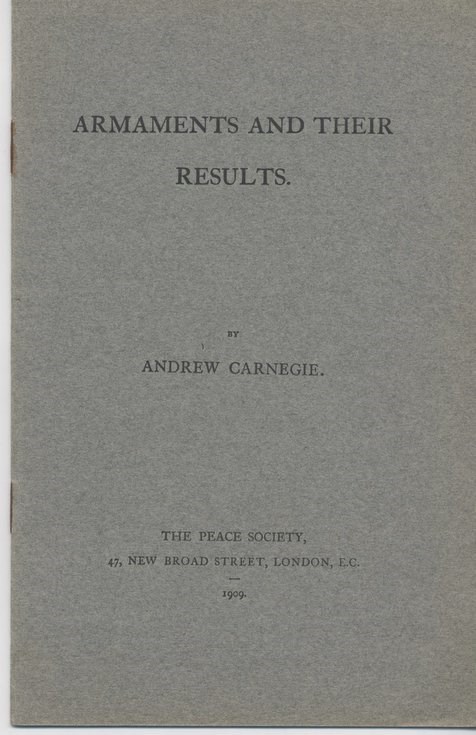 ARMAMENTS AND THEIR
RESULTS.
BY
ANDREW CARNEGIE.
THE PEACE SOCIETY,
47, NEW BROAD STREET, LONDON, E.C.
1909.